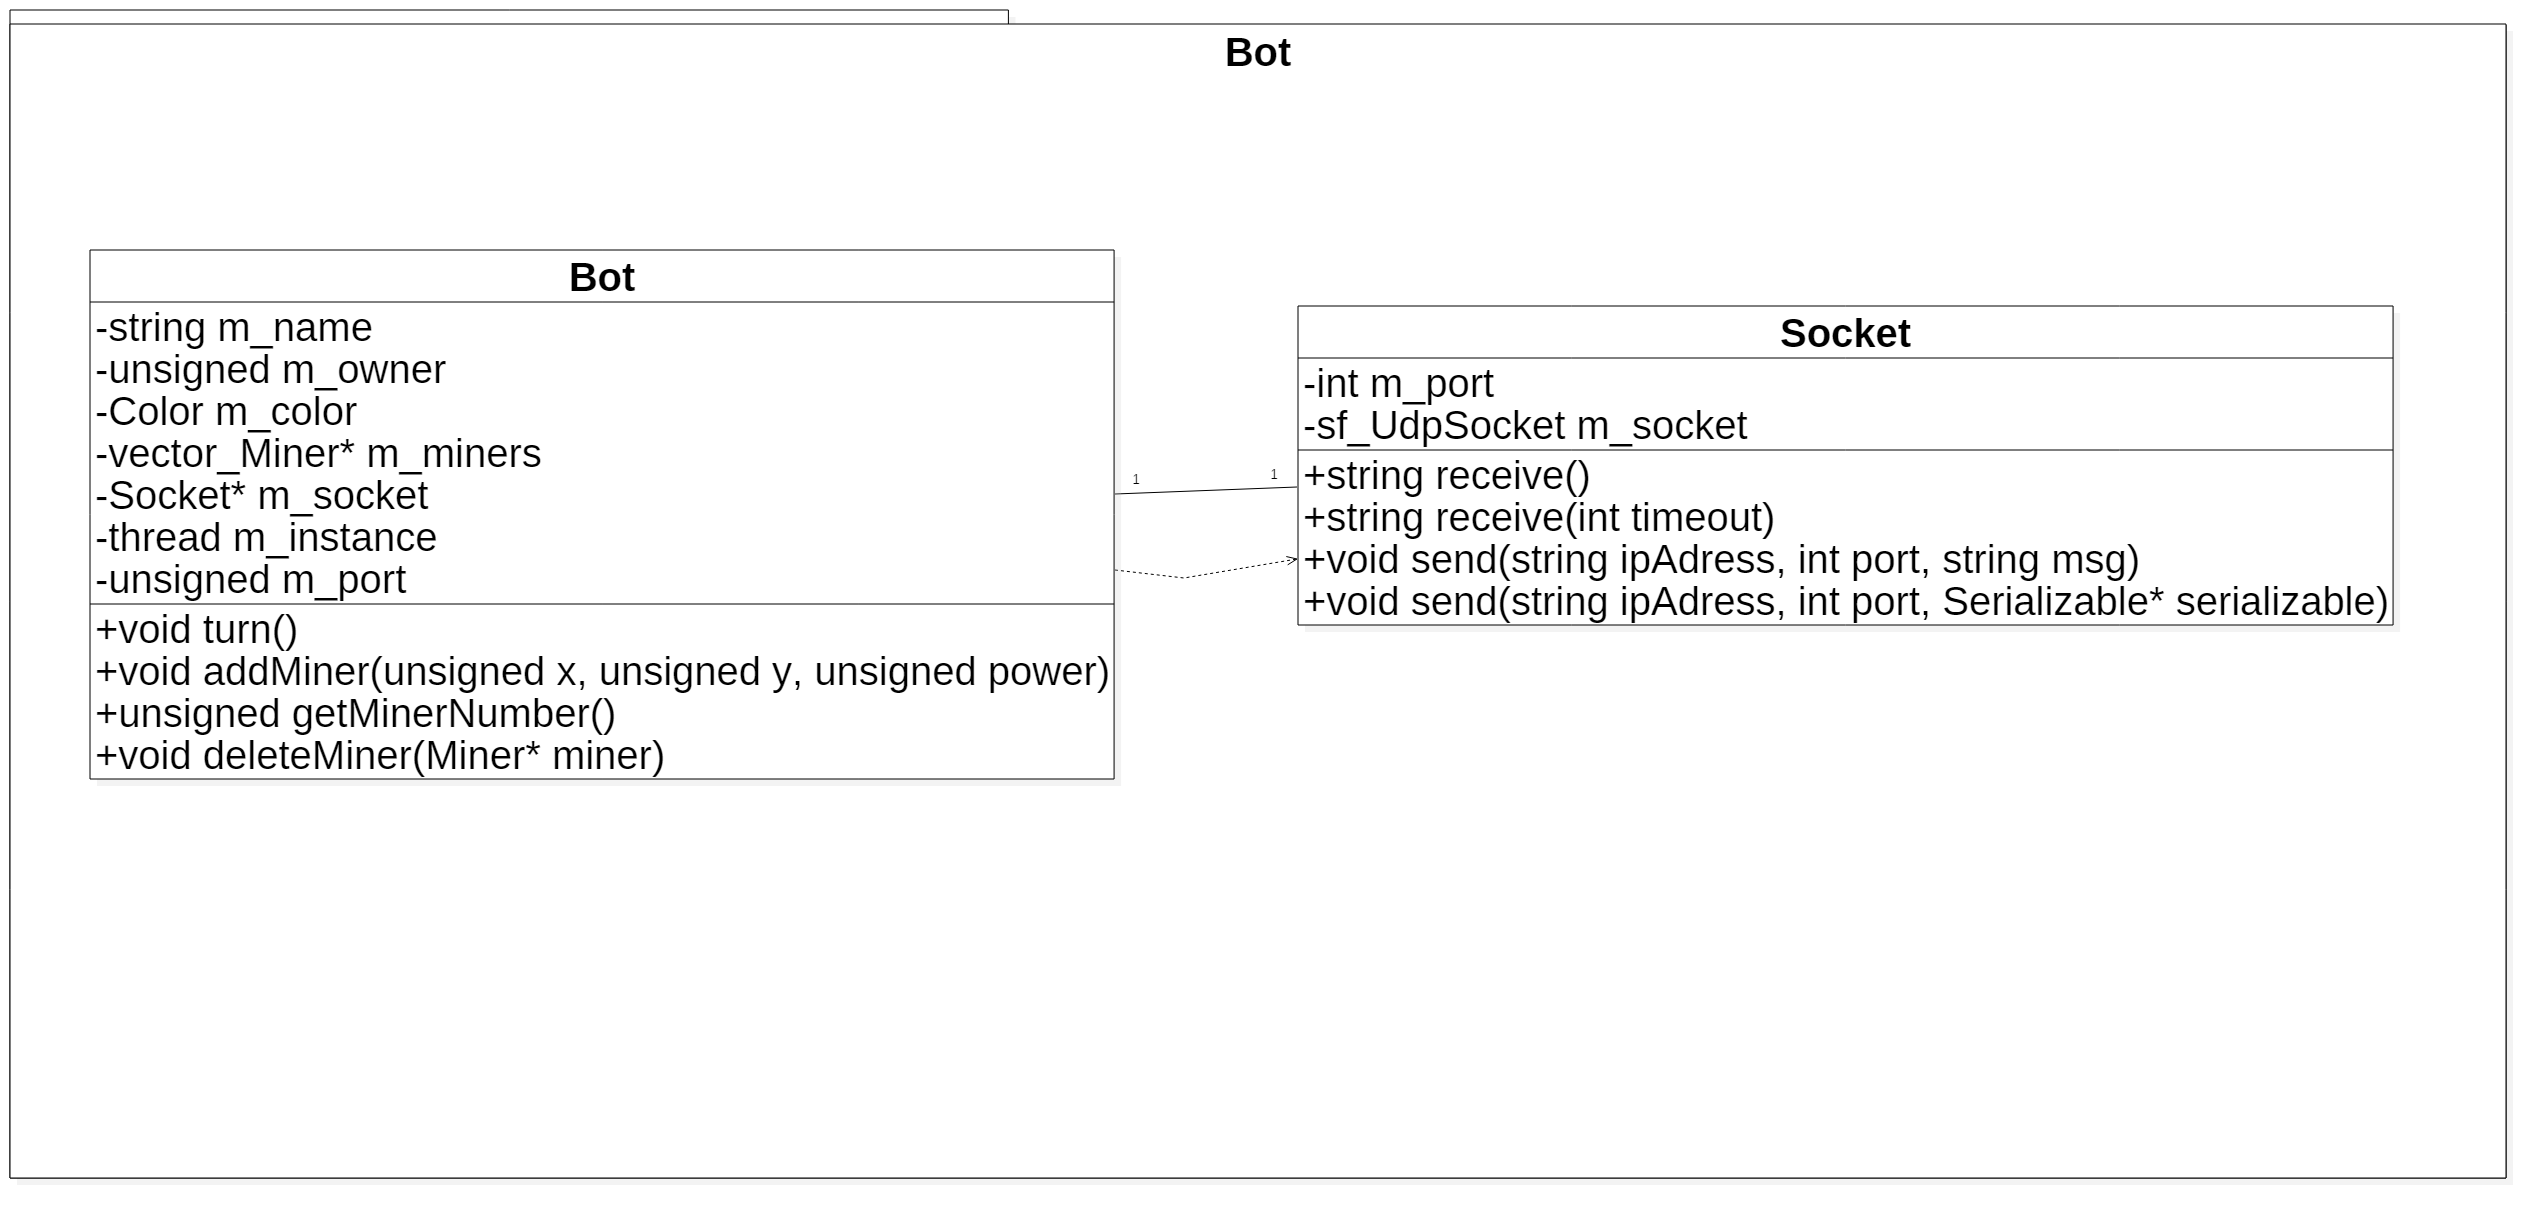 Bot
Bot
-string m_name
-unsigned m_owner
-Color m_color
-vector_Miner* m_miners
-Socket* m_socket
-thread m_instance
-unsigned m_port
+void turn()
+void addMiner(unsigned x, unsigned y, unsigned power)
+unsigned getMinerNumber()
+void deleteMiner(Miner* miner)
1
1
Socket
-int m_port
-sf_UdpSocket m_socket
+string receive()
+string receive(int timeout)
+void send(string ipAdress, int port, string msg)
+void send(string ipAdress, int port, Serializable* serializable)